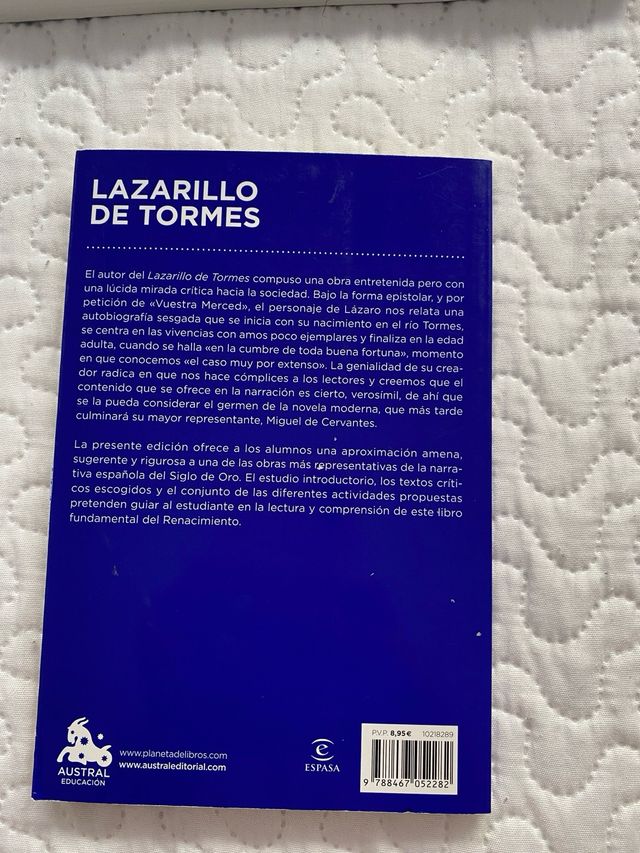 LAZARILLO
DE TORMES
El autor del Lazarillo de Tormes compuso una obra entretenida pero con
una lúcida mirada crítica hacia la sociedad. Bajo la forma epistolar, y por
petición de «Vuestra Merced», el personaje de Lázaro nos relata una
autobiografía sesgada que se inicia con su nacimiento en el río Tormes,
se centra en las vivencias con amos poco ejemplares y finaliza en la edad
adulta, cuando se halla «en la cumbre de toda buena fortuna», momento
en que conocemos «el caso muy por extenso». La genialidad de su crea-
dor radica en que nos hace cómplices a los lectores y creemos que el
contenido que se ofrece en la narración es cierto, verosímil, de ahí que
se la pueda considerar el germen de la novela moderna, que más tarde
culminará su mayor representante, Miguel de Cervantes.
La presente edición ofrece a los alumnos una aproximación amena,
sugerente y rigurosa a una de las obras más representativas de la narra-
tiva española del Siglo de Oro. El estudio introductorio, los textos críti-
cos escogidos y el conjunto de las diferentes actividades propuestas
pretenden guiar al estudiante en la lectura y comprensión de este libro
fundamental del Renacimiento.
AUSTRAL
EDUCACIÓN
www.planetadelibros.com
www.australeditorial.com
ESPASA
P.V.P. 8,95€ 10218289
9 788467 052282